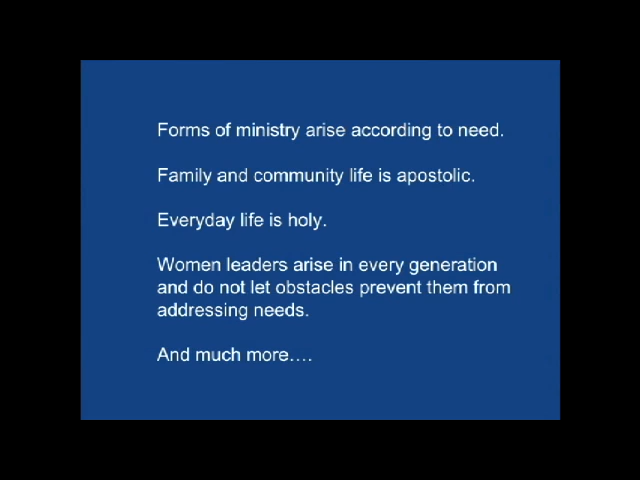 Forms of ministry arise according to need.
Family and community life is apostolic.
Everyday life is holy.
Women leaders arise in every generation
and do not let obstacles prevent them from
addressing needs.
And much more….